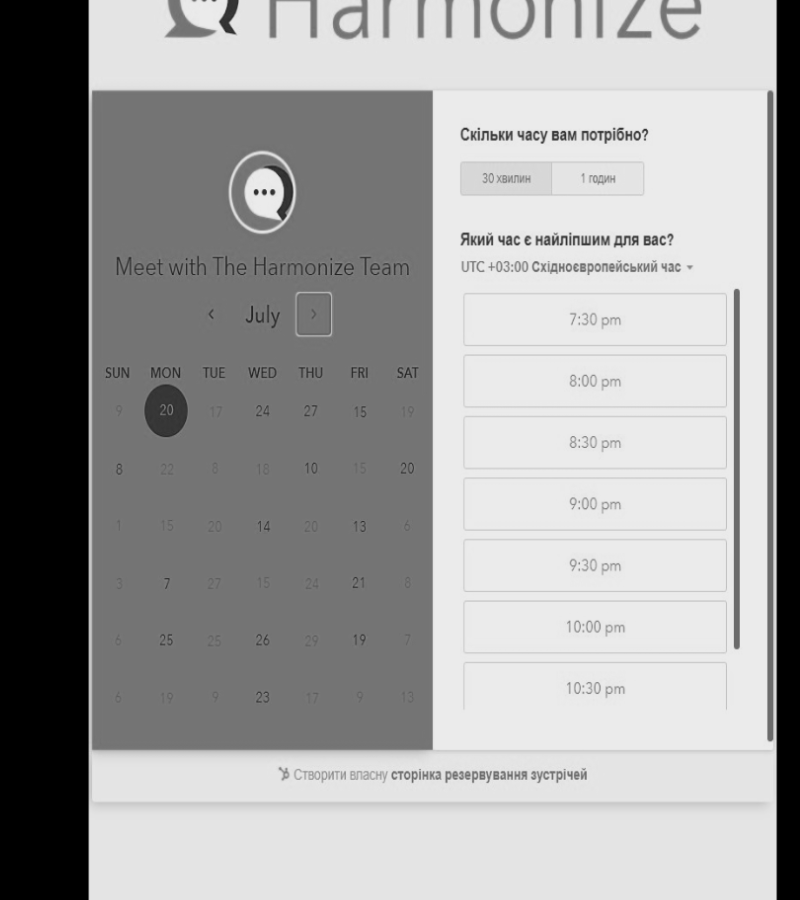 Harmonize
Meet with The Harmonize Team
July
SUN MON TUE WED THU FRI SAT
9 20 17 24 27 15 19
8 22 8 18 10 15 20
1 15 20 14 20 13 6
3 7 27 15 24 21 8
6 25 25 26 29 19 7
6 19 9 23 17 9 13
Скільки часу вам потрібно?
30 хвилин 1 годин
Який час є найліпшим для вас?
UTC +03:00 Східноєвропейський час
7:30 pm
8:00 pm
8:30 pm
9:00 pm
9:30 pm
10:00 pm
10:30 pm
Створити власну сторінка резервування зустрічей